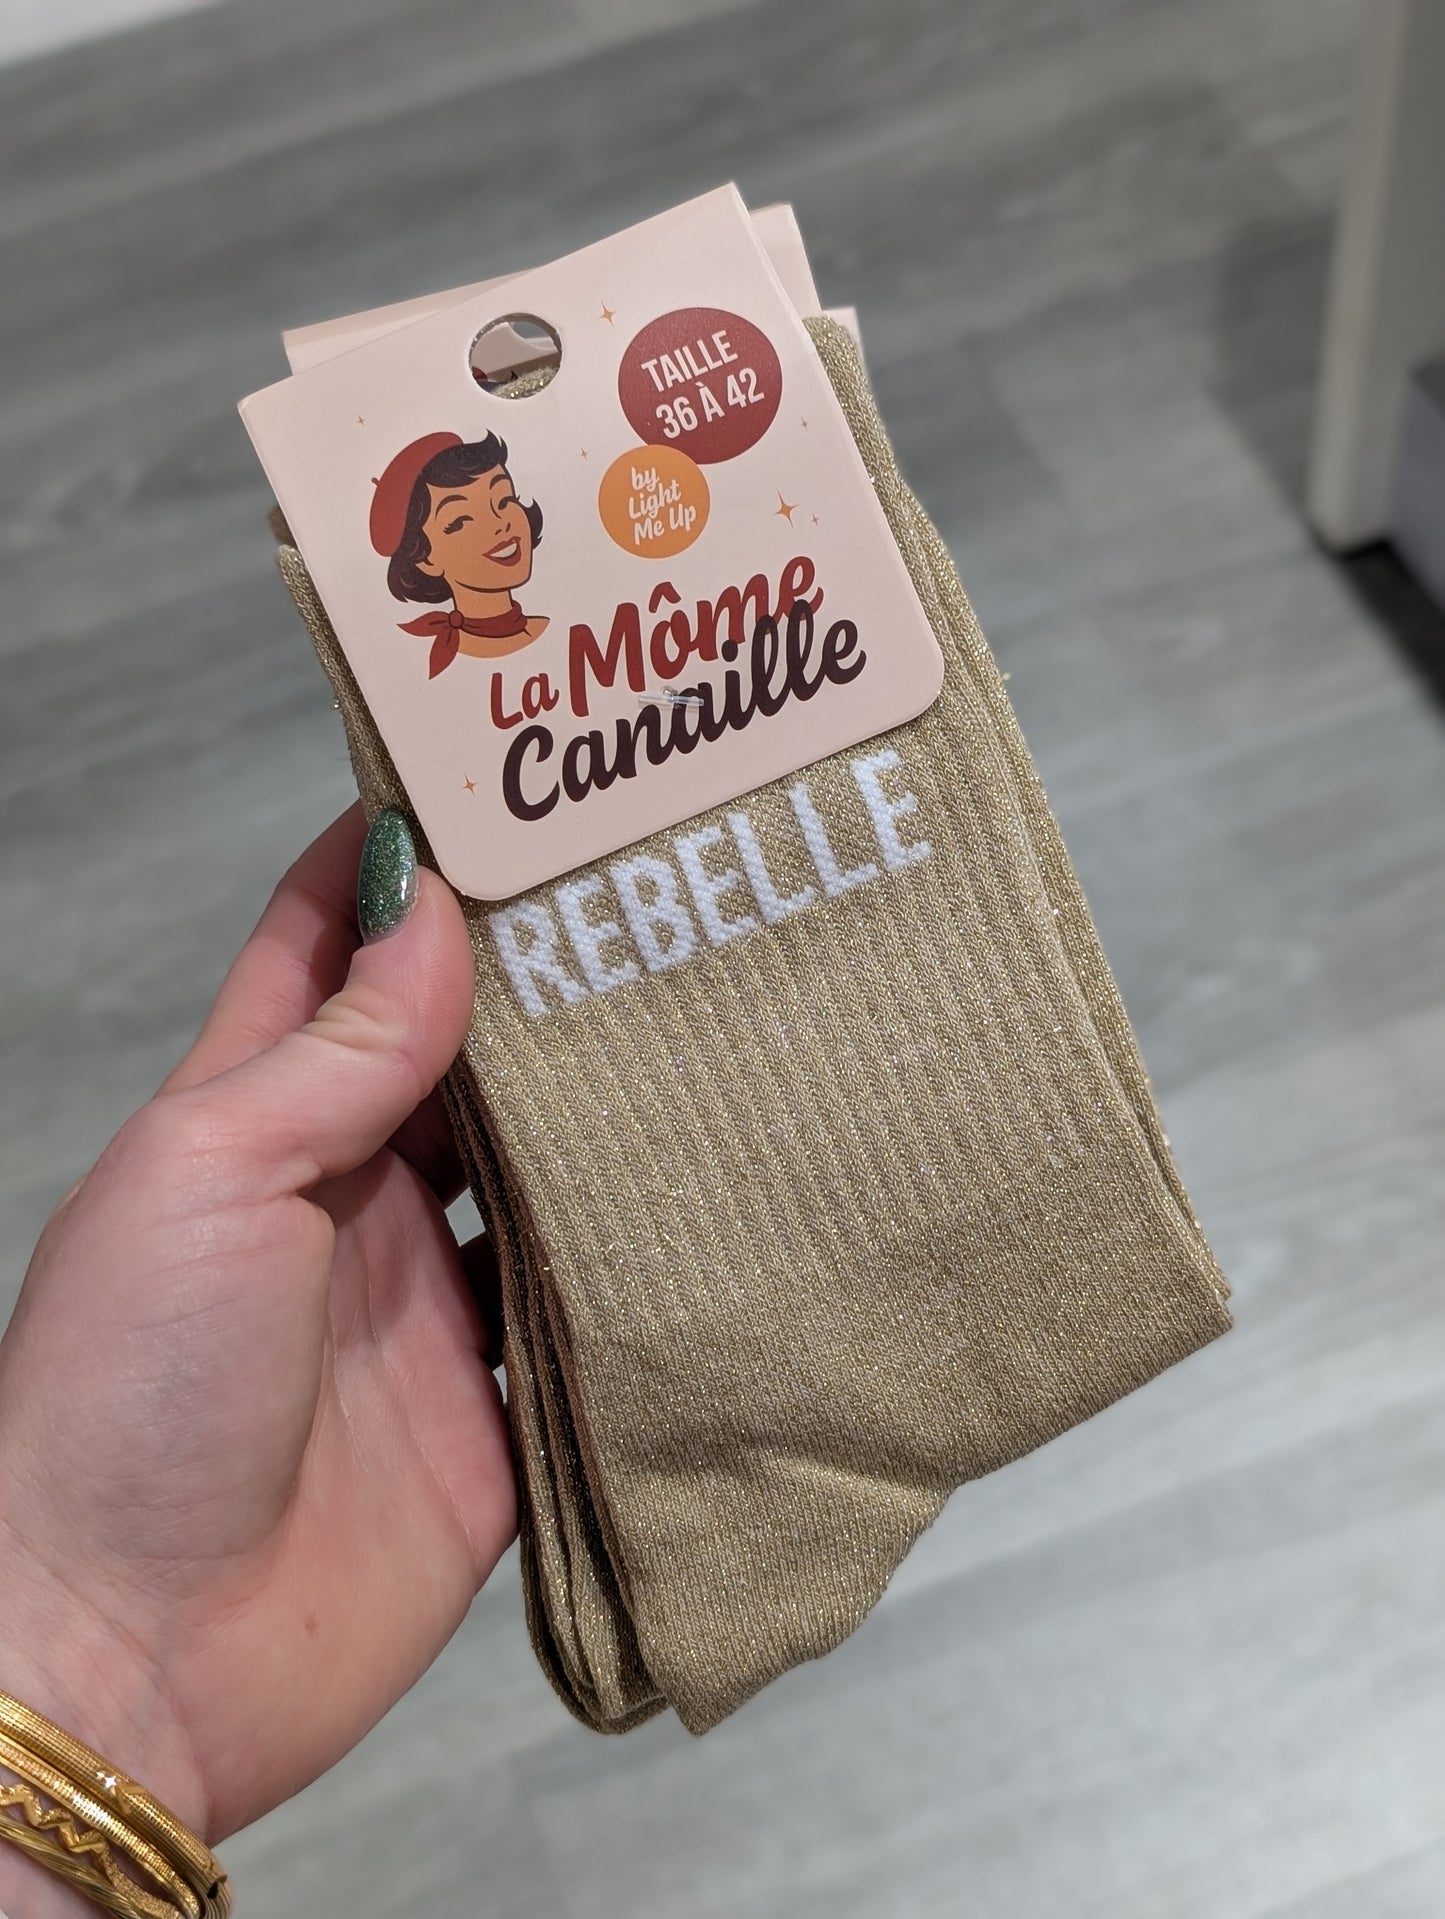 TAILLE
36 À 42
by
Light
Me Up
La Môme
Canaille
REBELLE